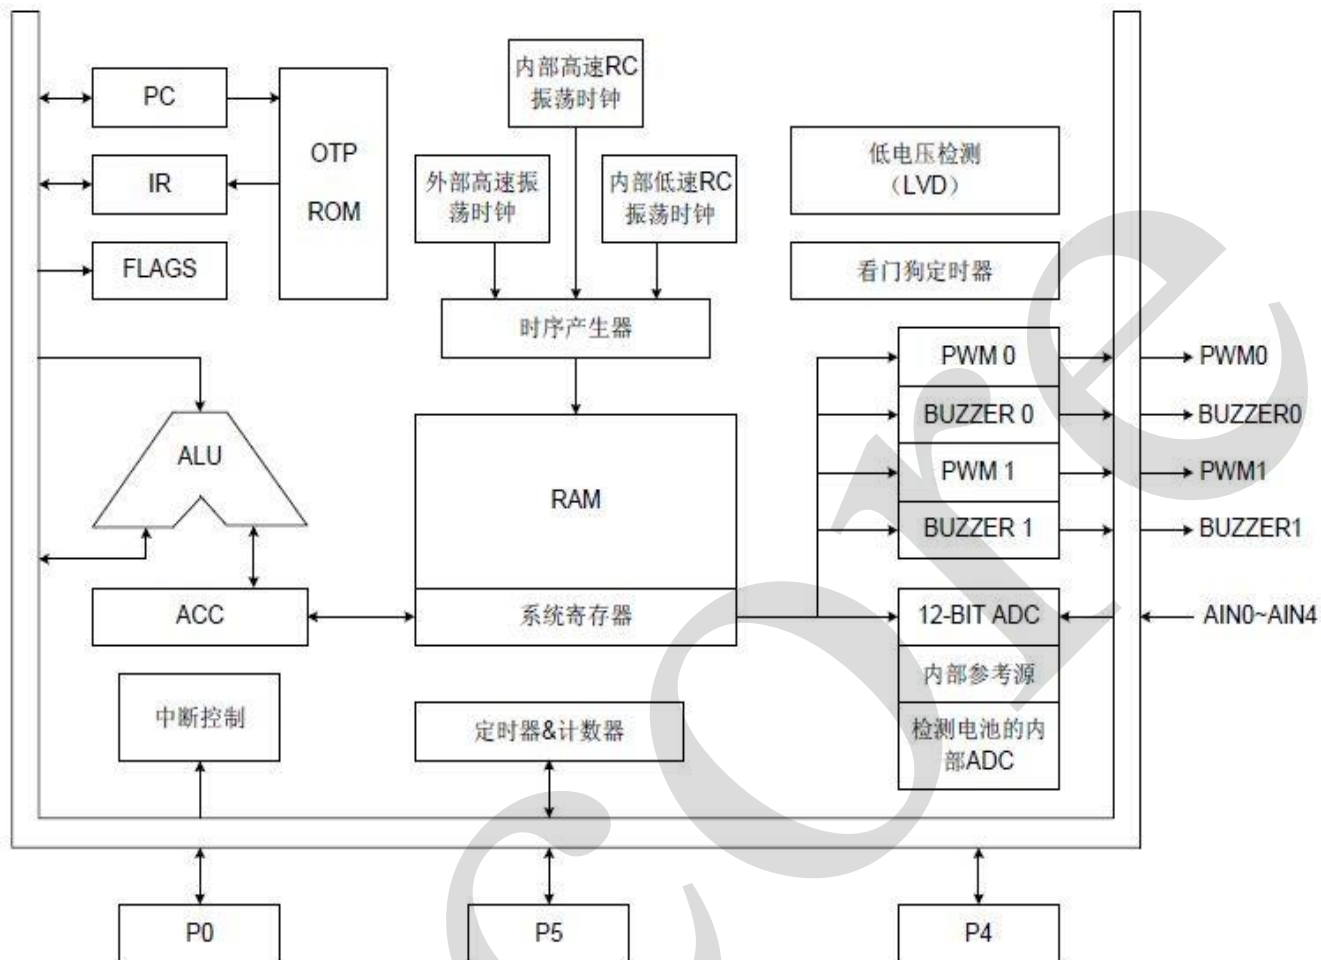 内部高速RC
振荡时钟
PC
OTP
ROM
低电压检测
（LVD）
外部高速振
荡时钟
内部低速RC
振荡时钟
IR
FLAGS
看门狗定时器
时序产生器
PWM 0
PWM0
BUZZER 0
BUZZER0
ALU
RAM
PWM 1
PWM1
BUZZER 1
BUZZER1
ACC
系统寄存器
12-BIT ADC
AIN0~AIN4
内部参考源
中断控制
定时器&计数器
检测电池的内
部ADC
P0
P5
P4
core